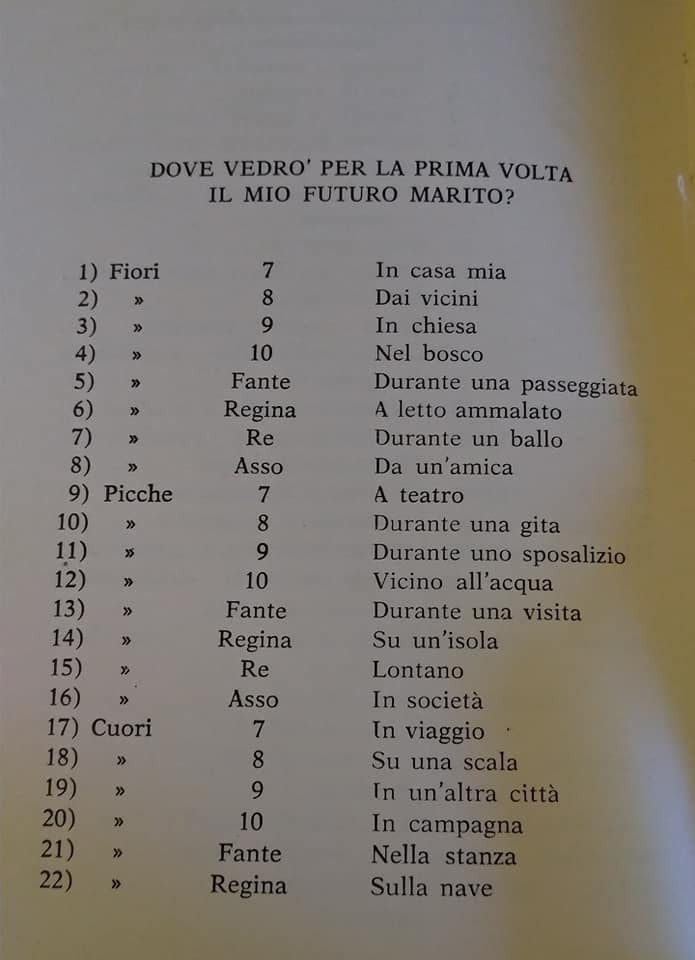 DOVE VEDRO' PER LA PRIMA VOLTA
IL MIO FUTURO MARITO?
1) Fiori 7 In casa mia
2) » 8 Dai vicini
3) » 9 In chiesa
4) » 10 Nel bosco
5) » Fante Durante una passeggiata
6) » Regina A letto ammalato
7) » Re Durante un ballo
8) » Asso Da un'amica
9) Picche 7 A teatro
10) » 8 Durante una gita
11) » 9 Durante uno sposalizio
12) » 10 Vicino all'acqua
13) » Fante Durante una visita
14) » Regina Su un'isola
15) » Re Lontano
16) » Asso In società
17) Cuori 7 In viaggio
18) » 8 Su una scala
19) » 9 In un'altra città
20) » 10 In campagna
21) » Fante Nella stanza
22) » Regina Sulla nave